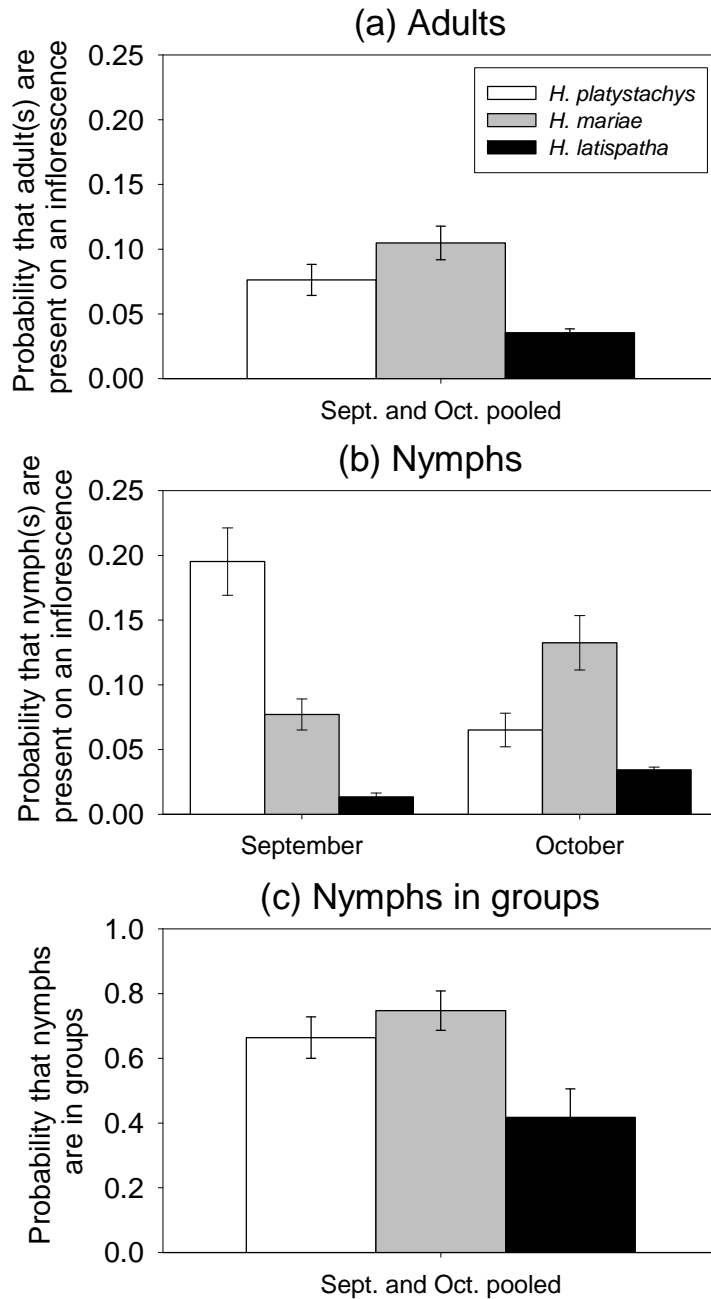 (a) Adults
Probability that adult(s) are
present on an inflorescence
0.25
0.20
0.15
0.10
0.05
0.00
H. platystachys
H. mariae
H. latispatha
Sept. and Oct. pooled
(b) Nymphs
Probability that nymph(s) are
present on an inflorescence
0.25
0.20
0.15
0.10
0.05
0.00
September
October
(c) Nymphs in groups
Probability that nymphs
are in groups
1.0
0.8
0.6
0.4
0.2
0.0
Sept. and Oct. pooled